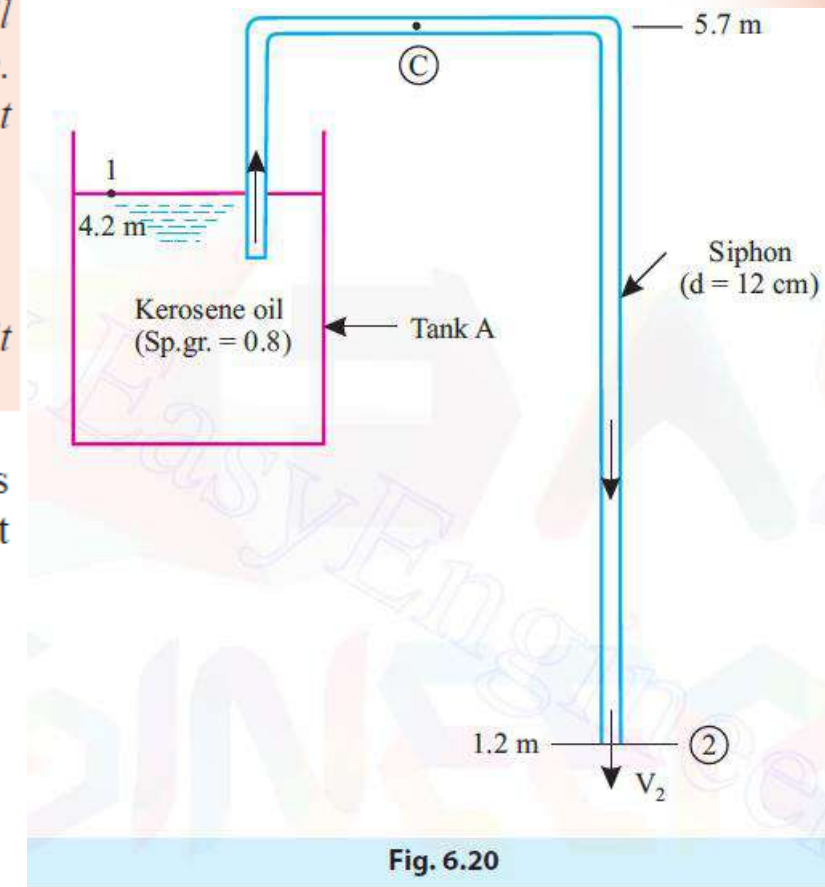 l
.
t
t
s
t
5.7 m
C
1
4.2 m
Siphon
(d = 12 cm)
Kerosene oil
(Sp.gr. = 0.8)
Tank A
1.2 m
2
V₂
Fig. 6.20